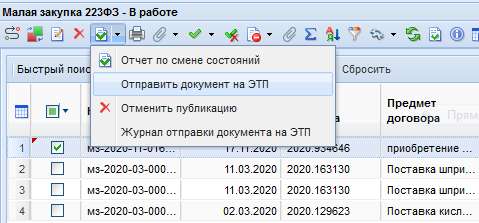 Малая закупка 223ФЗ - В работе
Быстрый поис
Сбросить
Отчет по смене состояний
Отправить документ на ЭТП
Отменить публикацию
Журнал отправки документа на ЭТП
Предмет
договора
1 мз-2020-11-016... 17.11.2020 2020.934646 приобретение ...
2 мз-2020-03-000... 11.03.2020 2020.163130 Поставка шпри...
3 мз-2020-03-000... 11.03.2020 2020.163130 Поставка шпри...
4 мз-2020-03-000... 02.03.2020 2020.129623 Поставка кисл...